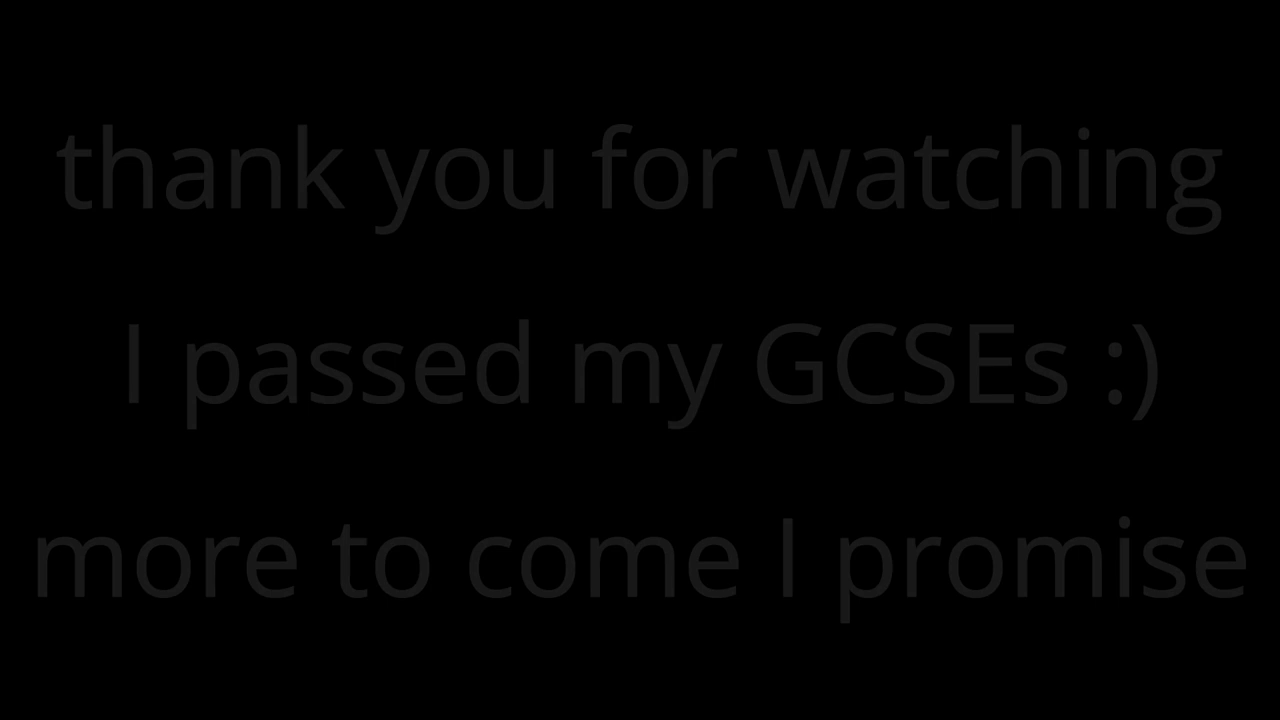 thank you for watching
I passed my GCSEs :)
more to come I promise